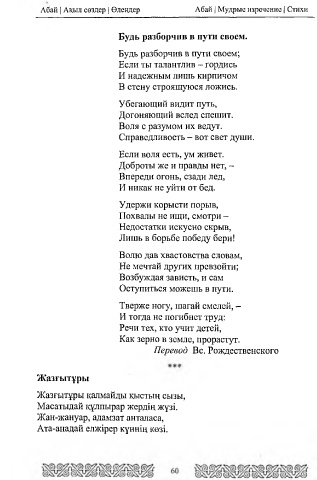 Абай | Ақыл сөздер | Өлеңдер
Абай | Мудрые изречение | Стихи
Будь разборчив в пути своем.
Будь разборчив в пути своем;
Если ты талантлив – гордись
И надежным лишь кирпичом
В стену строящуюся ложись.
Убегающий видит путь,
Догоняющий вслед спешит.
Воля с разумом их ведут.
Справедливость – вот свет души.
Если воля есть, ум живет.
Доброты же и правды нет, –
Впереди огонь, сзади лед,
И никак не уйти от бед.
Удержи корысти порыв,
Похвалы не ищи, смотри –
Недостатки искусно скрыв,
Лишь в борьбе победу бери!
Волю дав хвастовства словам,
Не мечтай других превзойти;
Возбуждая зависть, и сам
Оступиться можешь в пути.
Тверже ногу, шагай смелей, –
И тогда не погибнет труд:
Речи тех, кто учит детей,
Как зерно в земле, прорастут.
Перевод Вс. Рождественского
***
Жазғытұры
Жазғытұры қалмайды қыстың сызы,
Масатыдай құлпырар жердің жүзі.
Жан-жануар, адамзат анталаса,
Ата-анадай елжірер күннің көзі.
60